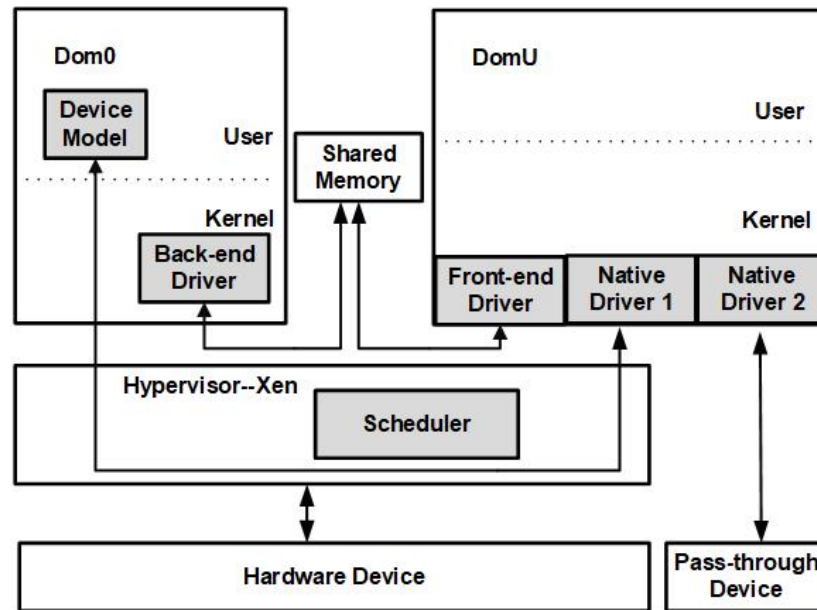 Dom0
Device
Model
User
Kernel
Back-end
Driver
Shared
Memory
DomU
User
Kernel
Front-end
Driver
Native
Driver 1
Native
Driver 2
Hypervisor--Xen
Scheduler
Hardware Device
Pass-through
Device